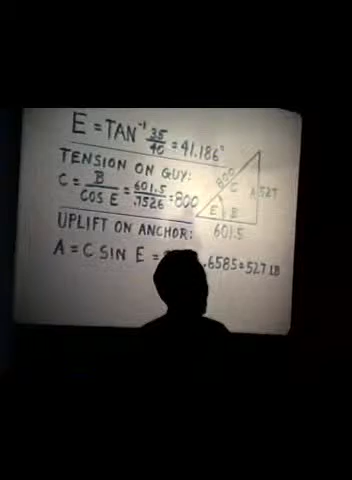 E = TAN⁻¹ 35/40 = 41.186°
TENSION ON GUY:
C = B/COS E = 601.5/.7526 = 800
UPLIFT ON ANCHOR:
A = C SIN E = .6585 = 527 LB
800
C
A
527
E
B
601.5